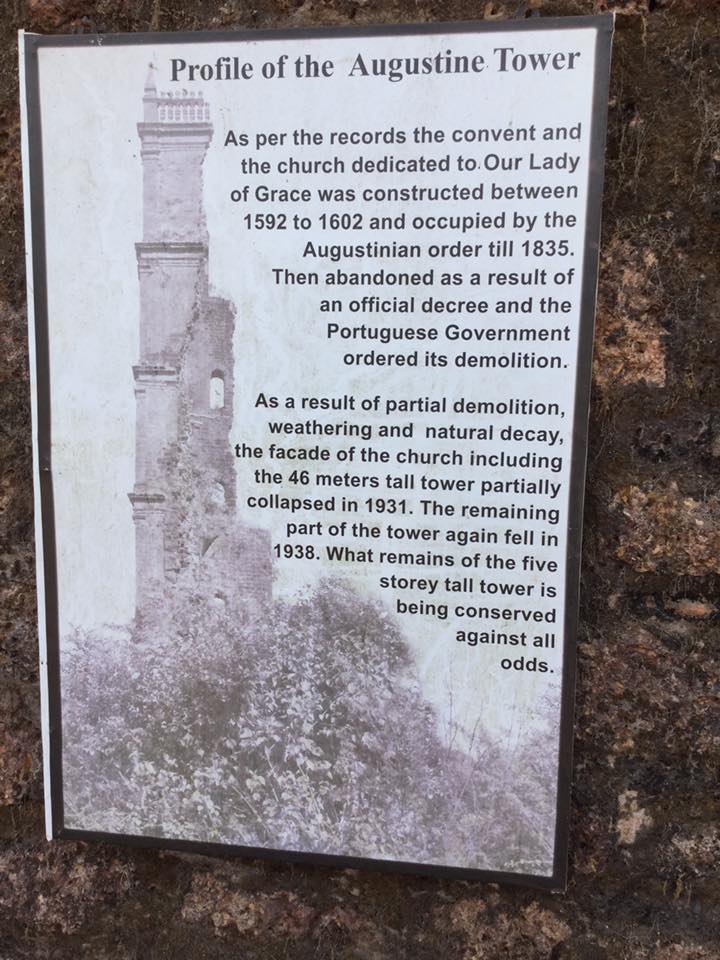 Profile of the Augustine Tower
As per the records the convent and
the church dedicated to Our Lady
of Grace was constructed between
1592 to 1602 and occupied by the
Augustinian order till 1835.
Then abandoned as a result of
an official decree and the
Portuguese Government
ordered its demolition.
As a result of partial demolition,
weathering and natural decay,
the facade of the church including
the 46 meters tall tower partially
collapsed in 1931. The remaining
part of the tower again fell in
1938. What remains of the five
storey tall tower is
being conserved
against all
odds.